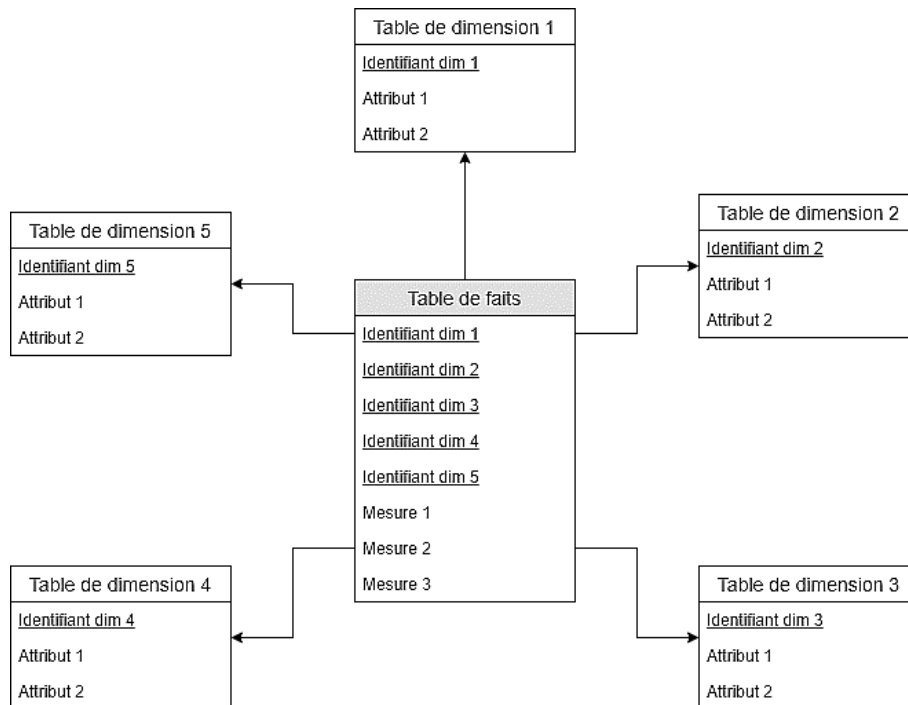 Table de dimension 1
Identifiant dim 1
Attribut 1
Attribut 2
Table de dimension 2
Identifiant dim 2
Attribut 1
Attribut 2
Table de dimension 5
Identifiant dim 5
Attribut 1
Attribut 2
Table de faits
Identifiant dim 1
Identifiant dim 2
Identifiant dim 3
Identifiant dim 4
Identifiant dim 5
Mesure 1
Mesure 2
Mesure 3
Table de dimension 4
Identifiant dim 4
Attribut 1
Attribut 2
Table de dimension 3
Identifiant dim 3
Attribut 1
Attribut 2